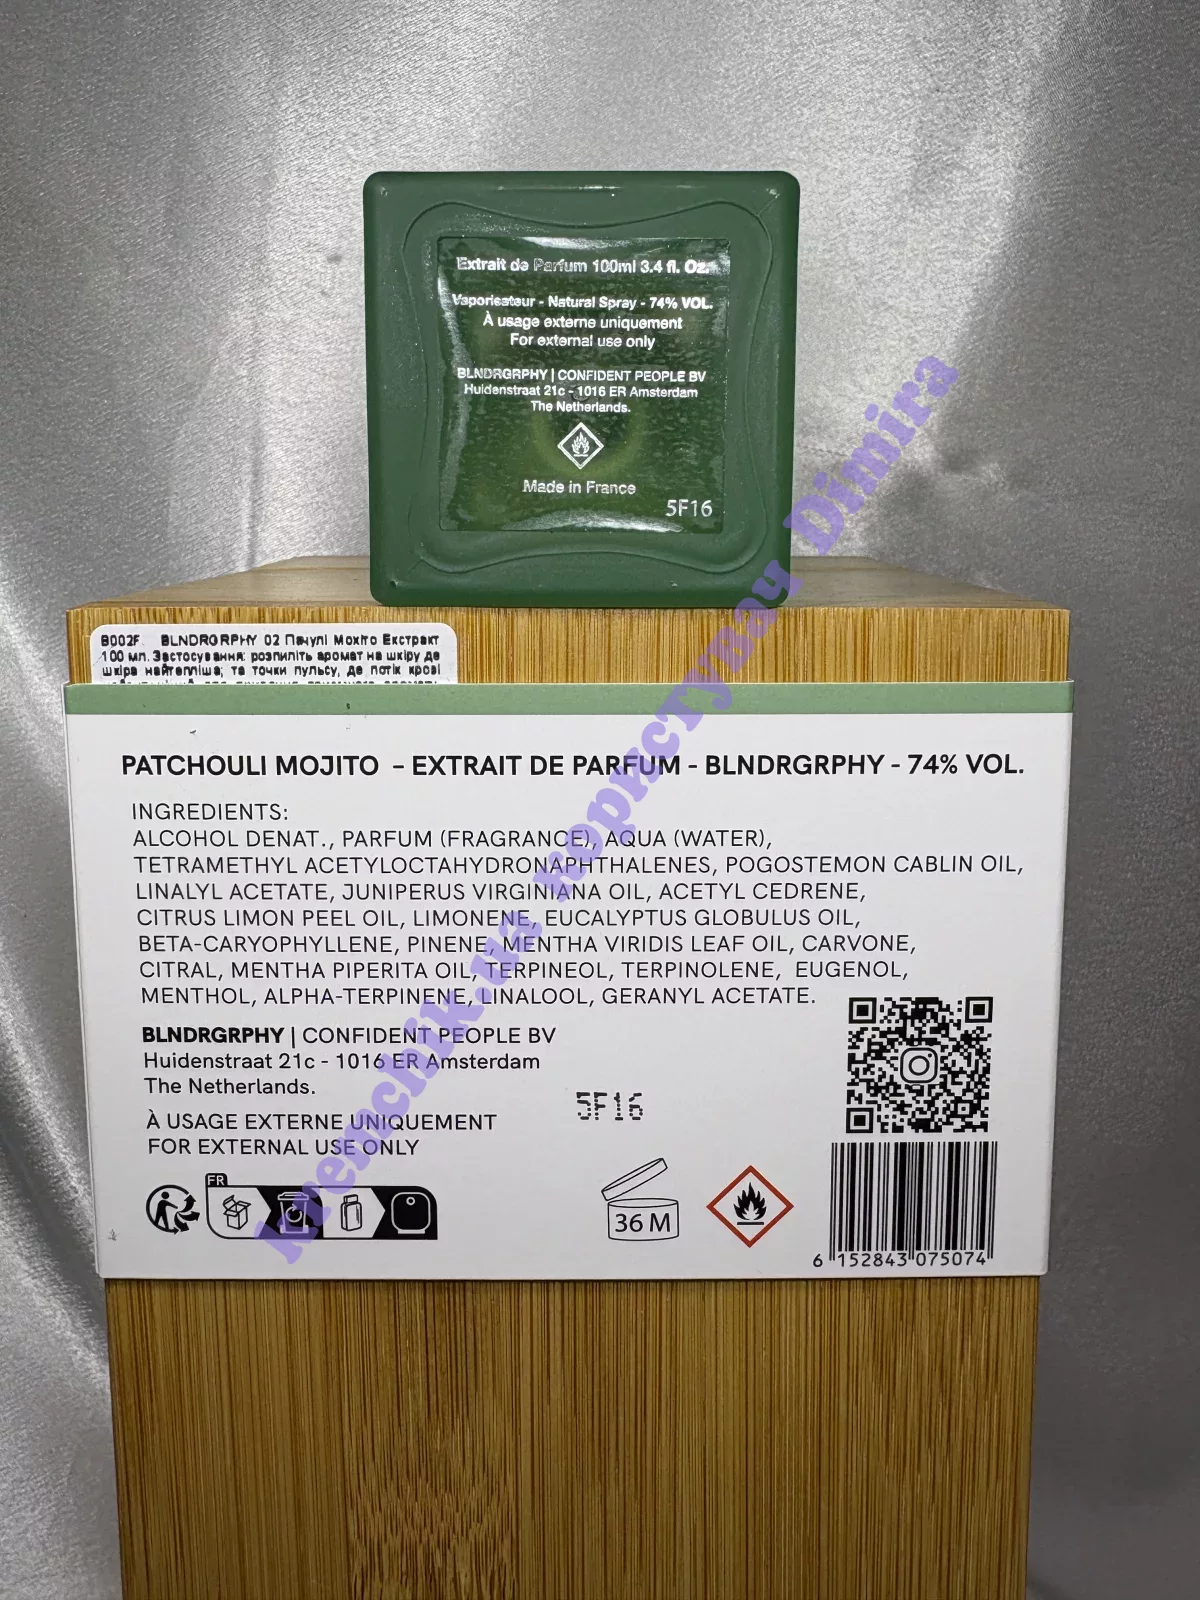 Extrait de Parfum 100ml 3.4 fl. Oz.
Vaporisateur - Natural Spray - 74% VOL.
À usage externe uniquement
For external use only
BLNDRGRPHY | CONFIDENT PEOPLE BV
Huidenstraat 21c - 1016 ER Amsterdam
The Netherlands.
Made in France
5F16
B002F. BLNDRGRPHY 02 Пачулі Мохіто Екстракт
100 мл. Застосування: розпиліть аромат на шкіру де
шкіра найтепліша; та точки пульсу, де потік крові
PATCHOULI MOJITO - EXTRAIT DE PARFUM - BLNDRGRPHY - 74% VOL.
INGREDIENTS:
ALCOHOL DENAT., PARFUM (FRAGRANCE), AQUA (WATER),
TETRAMETHYL ACETYLOCTAHYDRONAPHTHALENES, POGOSTEMON CABLIN OIL,
LINALYL ACETATE, JUNIPERUS VIRGINIANA OIL, ACETYL CEDRENE,
CITRUS LIMON PEEL OIL, LIMONENE, EUCALYPTUS GLOBULUS OIL,
BETA-CARYOPHYLLENE, PINENE, MENTHA VIRIDIS LEAF OIL, CARVONE,
CITRAL, MENTHA PIPERITA OIL, TERPINEOL, TERPINOLENE, EUGENOL,
MENTHOL, ALPHA-TERPINENE, LINALOOL, GERANYL ACETATE.
BLNDRGRPHY | CONFIDENT PEOPLE BV
Huidenstraat 21c - 1016 ER Amsterdam
The Netherlands.
5F16
À USAGE EXTERNE UNIQUEMENT
FOR EXTERNAL USE ONLY
FR
36 M
6 152843 075074
kremchik.ua користувач Dimira